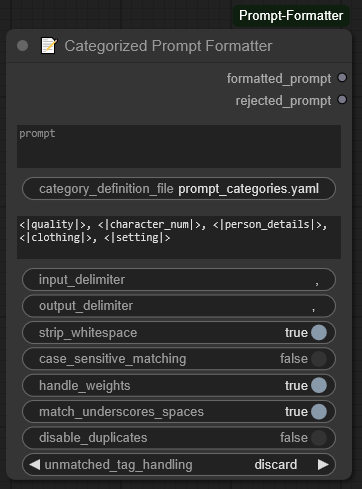 Prompt-Formatter
Categorized Prompt Formatter
formatted_prompt
rejected_prompt
prompt
category_definition_file prompt_categories.yaml
<|quality|>, <|character_num|>, <|person_details|>,
<|clothing|>, <|setting|>
input_delimiter ,
output_delimiter ,
strip_whitespace true
case_sensitive_matching false
handle_weights true
match_underscores_spaces true
disable_duplicates false
unmatched_tag_handling discard